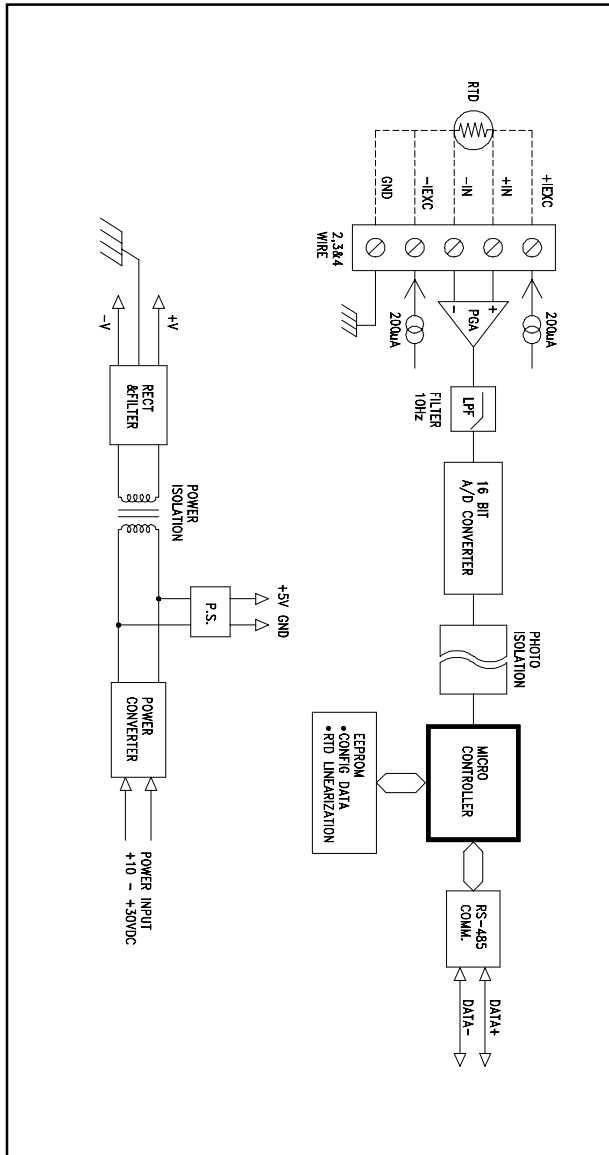 RTD
+IEXC
+IN
-IN
-IEXC
GND
2,3&4
WIRE
200uA
200uA
+
-
PGA
LPF
FILTER
10Hz
16 BIT
A/D CONVERTER
PHOTO
ISOLATION
MICRO
CONTROLLER
EEPROM
• CONFIG DATA
• RTD LINEARIZATION
RS-485
COMM.
DATA+
DATA-
+V
-V
RECT
&FILTER
POWER
ISOLATION
+5V GND
P.S.
POWER
CONVERTER
POWER INPUT
+10 - +30VDC